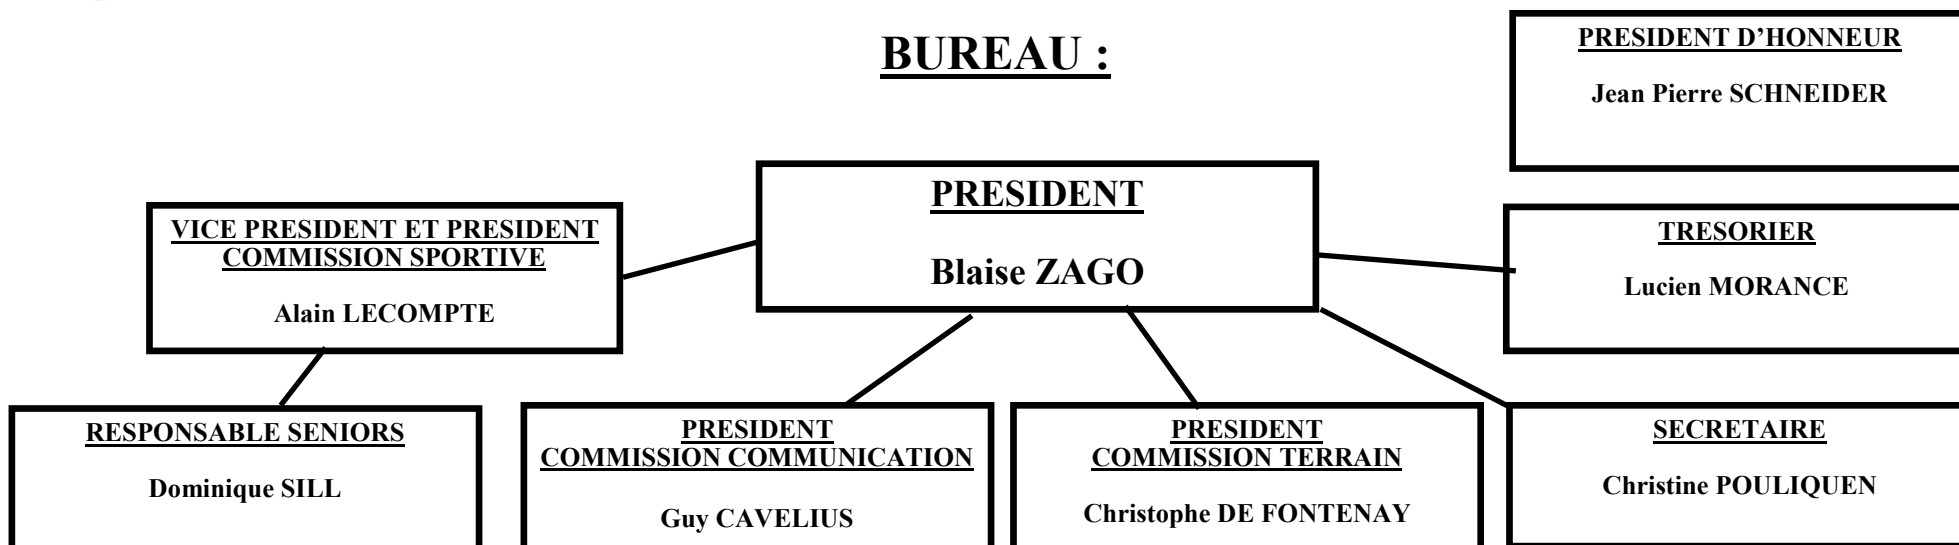 BUREAU :
PRESIDENT D'HONNEUR
Jean Pierre SCHNEIDER
PRESIDENT
Blaise ZAGO
VICE PRESIDENT ET PRESIDENT
COMMISSION SPORTIVE
Alain LECOMPTE
TRESORIER
Lucien MORANCE
RESPONSABLE SENIORS
Dominique SILL
PRESIDENT
COMMISSION COMMUNICATION
Guy CAVELIUS
PRESIDENT
COMMISSION TERRAIN
Christophe DE FONTENAY
SECRETAIRE
Christine POULIQUEN